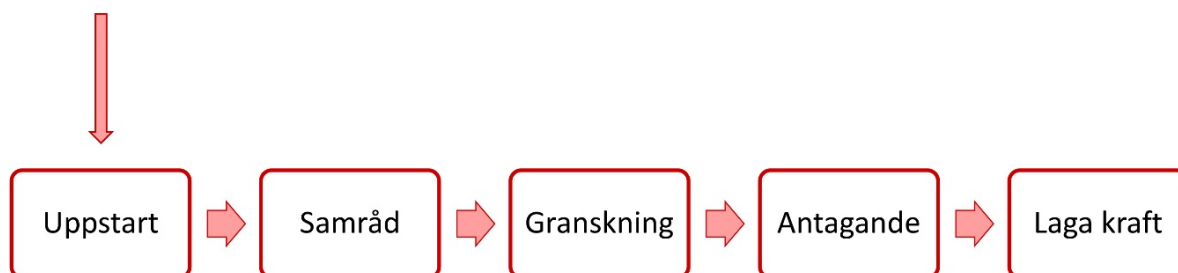 Uppstart
Samråd
Granskning
Antagande
Laga kraft